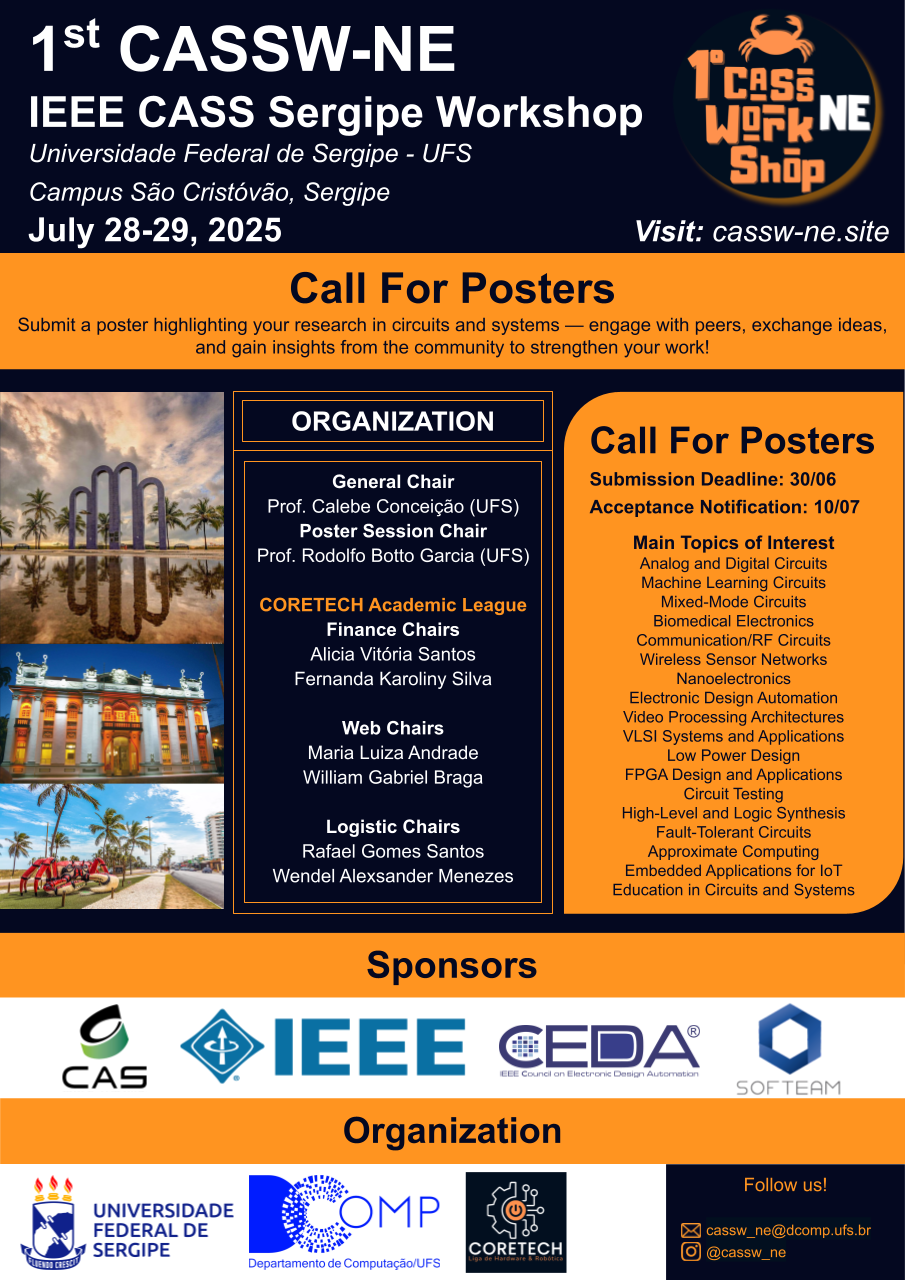 1st CASSW-NE
IEEE CASS Sergipe Workshop
Universidade Federal de Sergipe - UFS
Campus São Cristóvão, Sergipe
July 28-29, 2025
1º CASS
Work NE
Shop
Visit: cassw-ne.site
Call For Posters
Submit a poster highlighting your research in circuits and systems — engage with peers, exchange ideas,
and gain insights from the community to strengthen your work!
ORGANIZATION
General Chair
Prof. Calebe Conceição (UFS)
Poster Session Chair
Prof. Rodolfo Botto Garcia (UFS)
CORETECH Academic League
Finance Chairs
Alicia Vitória Santos
Fernanda Karoliny Silva
Web Chairs
Maria Luiza Andrade
William Gabriel Braga
Logistic Chairs
Rafael Gomes Santos
Wendel Alexsander Menezes
Call For Posters
Submission Deadline: 30/06
Acceptance Notification: 10/07
Main Topics of Interest
Analog and Digital Circuits
Machine Learning Circuits
Mixed-Mode Circuits
Biomedical Electronics
Communication/RF Circuits
Wireless Sensor Networks
Nanoelectronics
Electronic Design Automation
Video Processing Architectures
VLSI Systems and Applications
Low Power Design
FPGA Design and Applications
Circuit Testing
High-Level and Logic Synthesis
Fault-Tolerant Circuits
Approximate Computing
Embedded Applications for IoT
Education in Circuits and Systems
Sponsors
CAS
IEEE
CEDA®
IEEE Council on Electronic Design Automation
SOFTEAM
Organization
UNIVERSIDADE
FEDERAL DE
SERGIPE
DCOMP
Departamento de Computação/UFS
CORETECH
Liga de Hardware & Robótica
Follow us!
cassw_ne@dcomp.ufs.br
@cassw_ne